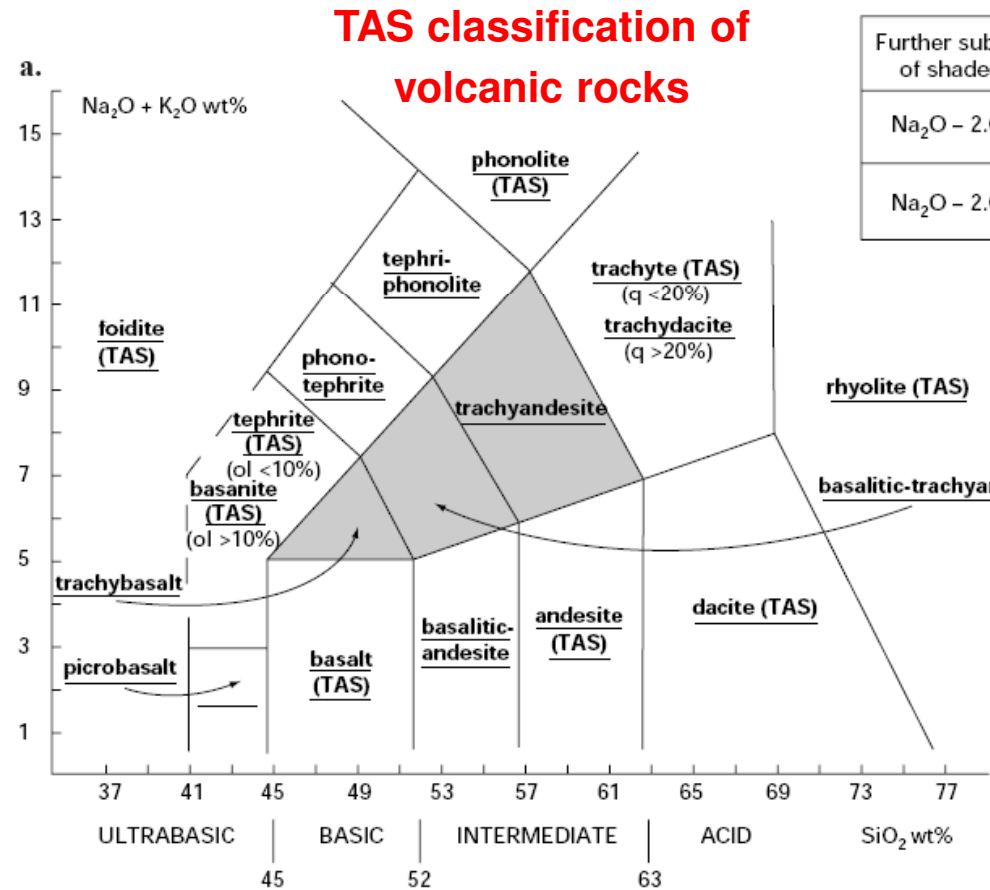 TAS classification of
volcanic rocks
a.
Na₂O + K₂O wt%
Further sub
of shade
Na₂O – 2.
Na₂O – 2.
15
13
11
9
7
5
3
1
phonolite
(TAS)
tephri-
phonolite
trachyte (TAS)
(q <20%)
trachydacite
(q >20%)
foidite
(TAS)
phono-
tephrite
rhyolite (TAS)
trachyandesite
tephrite
(TAS)
(ol <10%)
basanite
(TAS)
(ol >10%)
basalitic-trachyan
trachybasalt
picrobasalt
basalt
(TAS)
basalitic-
andesite
andesite
(TAS)
dacite (TAS)
37 41 45 49 53 57 61 65 69 73 77
ULTRABASIC BASIC INTERMEDIATE ACID SiO₂ wt%
45 52 63